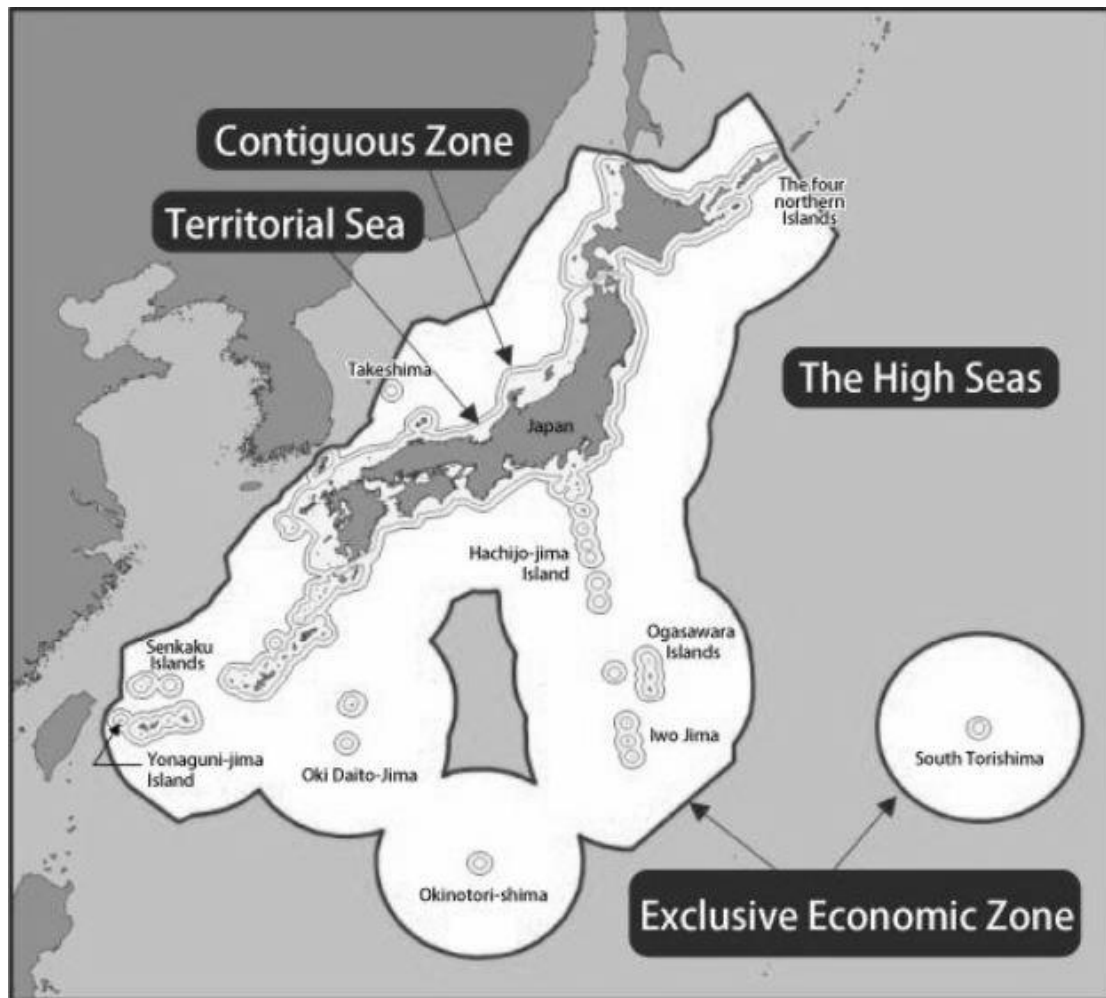 Contiguous Zone
Territorial Sea
The four
northern
Islands
Takeshima
The High Seas
Japan
Hachijo-jima
Island
Ogasawara
Islands
Senkaku
Islands
Iwo Jima
Yonaguni-jima
Island
Oki Daito-Jima
South Torishima
Okinotori-shima
Exclusive Economic Zone